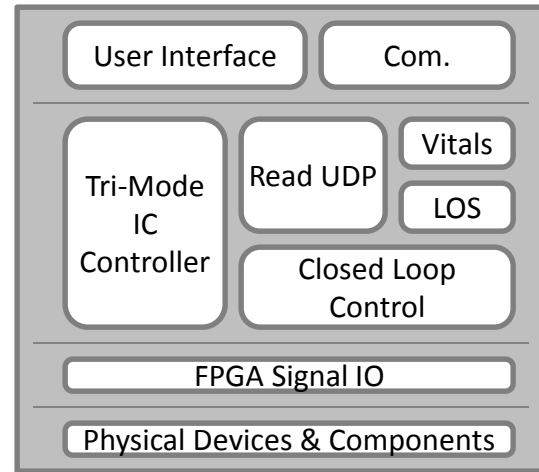 User Interface
Com.
Tri-Mode
IC
Controller
Read UDP
Vitals
LOS
Closed Loop
Control
FPGA Signal IO
Physical Devices & Components